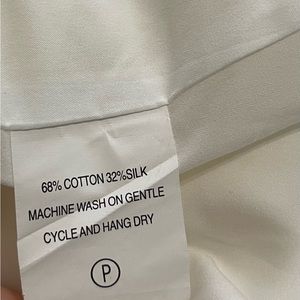 68% COTTON 32%SILK
MACHINE WASH ON GENTLE
CYCLE AND HANG DRY
P